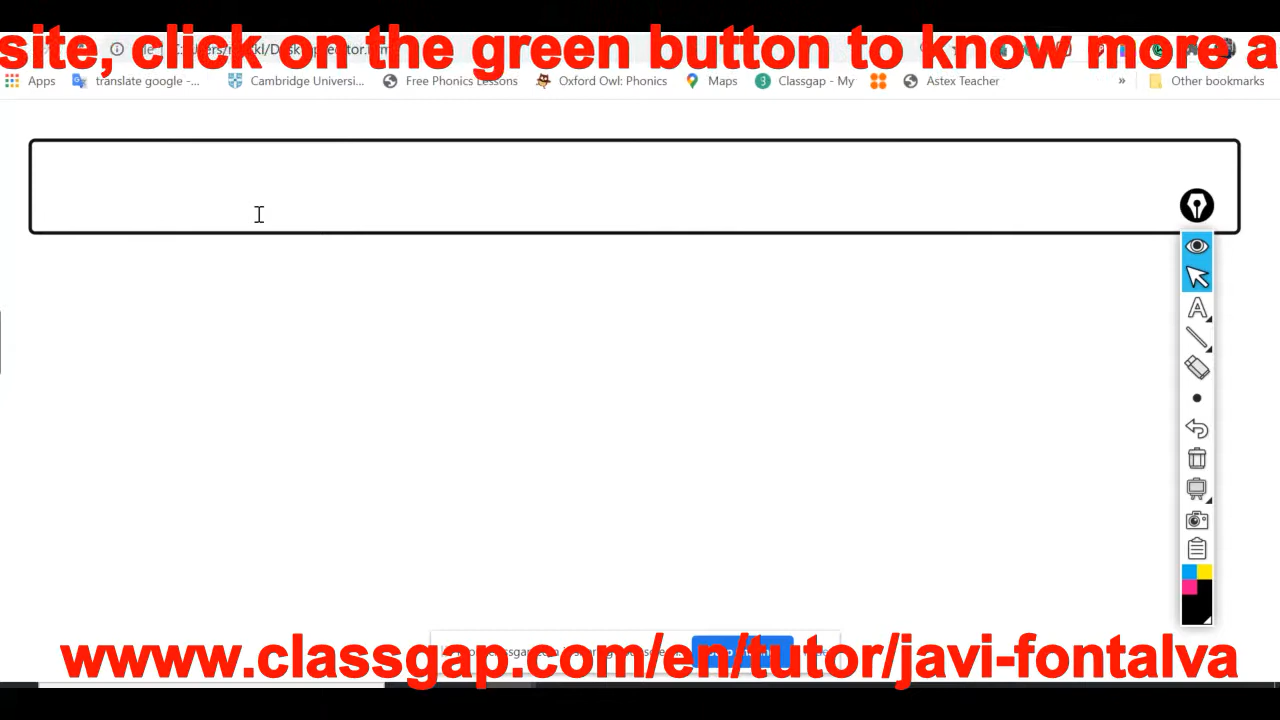 site, click on the green button to know more a
Apps translate google -... Cambridge Universi... Free Phonics Lessons Oxford Owl: Phonics Maps Classgap - My Astex Teacher » Other bookmarks
A
www.classgap.com/en/tutor/javi-fontalva